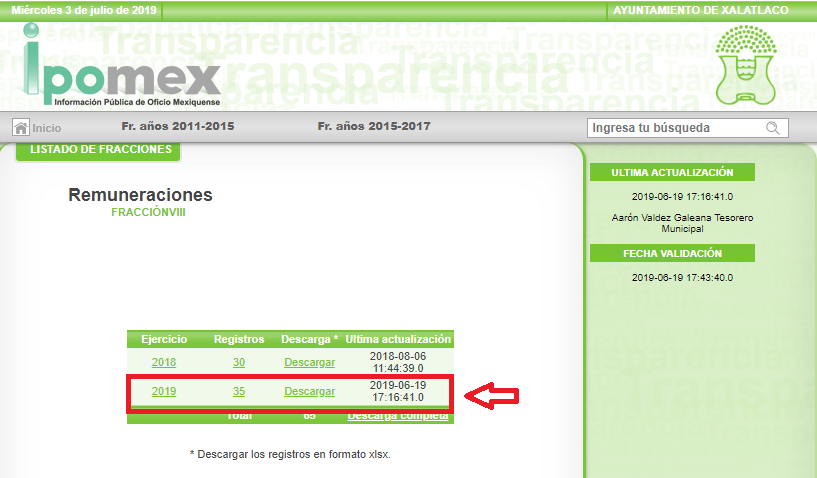 Miércoles 3 de julio de 2019
AYUNTAMIENTO DE XALATLACO
Transparencia
Transparencia
Transparencia
ipomex
Información Pública de Oficio Mexiquense
Inicio
Fr. años 2011-2015
Fr. años 2015-2017
Ingresa tu búsqueda
LISTADO DE FRACCIONES
Remuneraciones
FRACCIÓNVIII
Ejercicio Registros Descarga * Ultima actualización
2018 30 Descargar 2018-08-06
11:44:39.0
2019 35 Descargar 2019-06-19
17:16:41.0
Total 65 Descarga completa
* Descargar los registros en formato xlsx.
ULTIMA ACTUALIZACIÓN
2019-06-19 17:16:41.0
Aarón Valdez Galeana Tesorero
Municipal
FECHA VALIDACIÓN
2019-06-19 17:43:40.0